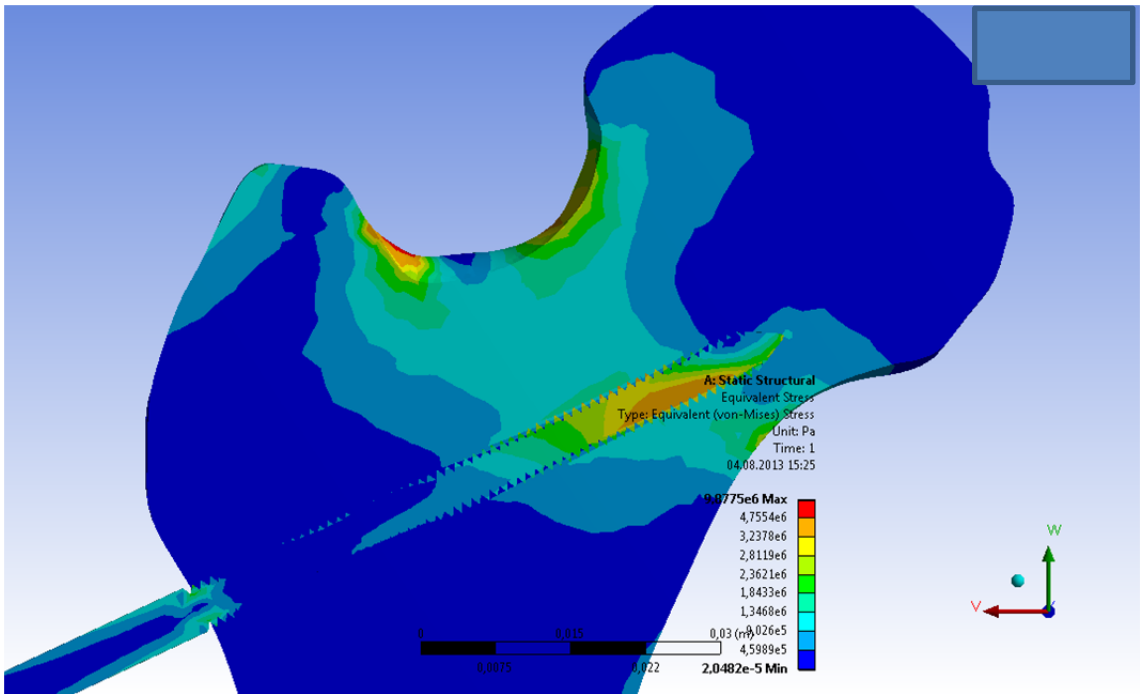 A: Static Structural
Equivalent Stress
Type: Equivalent (von-Mises) Stress
Unit: Pa
Time: 1
04.08.2013 15:25
9,0775e6 Max
4,7554e6
3,2378e6
2,8119e6
2,3621e6
1,8433e6
1,3468e6
9,026e5
4,5989e5
2,0482e-5 Min
0
0,015
0,03 (m)
0,0075
0,022
W
V